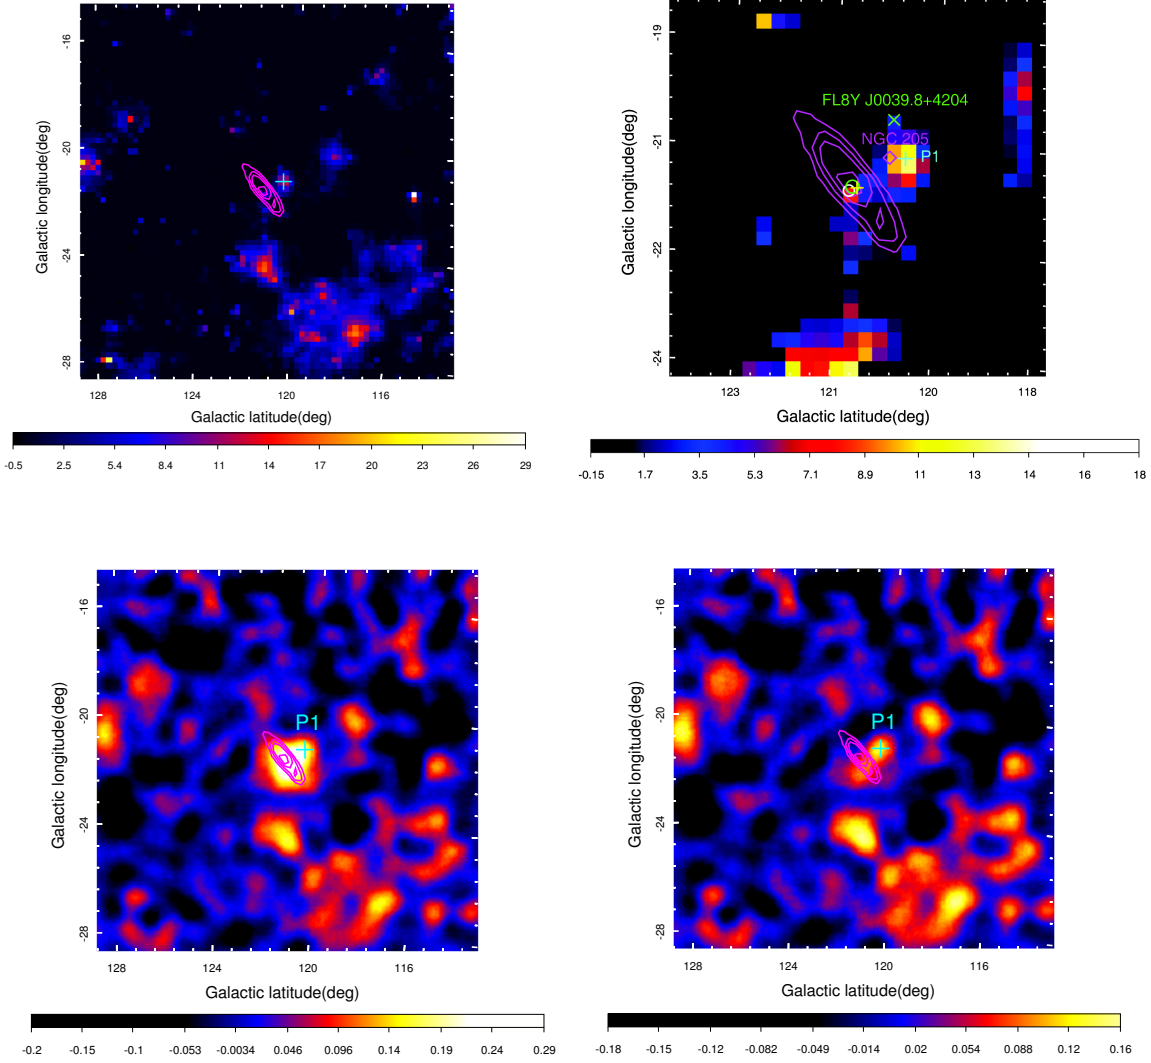 -16
-20
-24
-28
Galactic longitude(deg)
128 124 120 116
Galactic latitude(deg)
-0.5 2.5 5.4 8.4 11 14 17 20 23 26 29
-19
-21
-22
-24
Galactic longitude(deg)
FL8Y J0039.8+4204
NGC 205
P1
123 121 120 118
Galactic latitude(deg)
-0.15 1.7 3.5 5.3 7.1 8.9 11 13 14 16 18
-16
-20
-24
-28
Galactic longitude(deg)
P1
128 124 120 116
Galactic latitude(deg)
-0.2 -0.15 -0.1 -0.053 -0.0034 0.046 0.096 0.14 0.19 0.24 0.29
-16
-20
-24
-28
Galactic longitude(deg)
P1
128 124 120 116
Galactic latitude(deg)
-0.18 -0.15 -0.12 -0.082 -0.049 -0.014 0.02 0.054 0.088 0.12 0.16